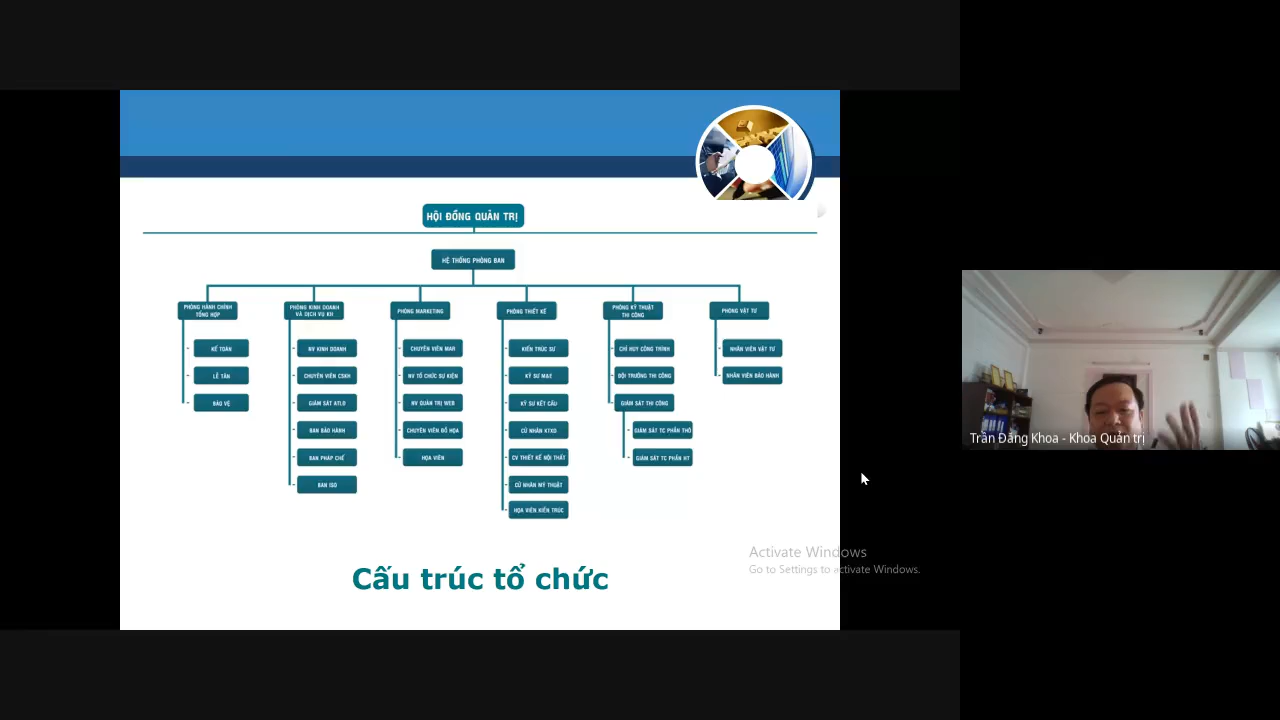 HỘI ĐỒNG QUẢN TRỊ
HỆ THỐNG PHÒNG BAN
PHÒNG HÀNH CHÍNH
TỔNG HỢP
KẾ TOÁN
LỄ TÂN
BẢO VỆ
PHÒNG KINH DOANH
VÀ DỊCH VỤ KH
NV KINH DOANH
CHUYÊN VIÊN CSKH
GIÁM SÁT ATLĐ
BAN BẢO HÀNH
BAN PHÁP CHẾ
BAN ISO
PHÒNG MARKETING
CHUYÊN VIÊN MAR
NV TỔ CHỨC SỰ KIỆN
NV QUẢN TRỊ WEB
CHUYÊN VIÊN ĐỒ HỌA
HỌA VIÊN
PHÒNG THIẾT KẾ
KIẾN TRÚC SƯ
KỸ SƯ M&E
KỸ SƯ KẾT CẤU
CỬ NHÂN KTXD
CV THIẾT KẾ NỘI THẤT
CỬ NHÂN MỸ THUẬT
HỌA VIÊN KIẾN TRÚC
PHÒNG KỸ THUẬT
THI CÔNG
CHỈ HUY CÔNG TRÌNH
ĐỘI TRƯỞNG THI CÔNG
GIÁM SÁT THI CÔNG
GIÁM SÁT TC PHẦN THÔ
GIÁM SÁT TC PHẦN HT
PHÒNG VẬT TƯ
NHÂN VIÊN VẬT TƯ
NHÂN VIÊN BẢO HÀNH
Cấu trúc tổ chức
Activate Windows
Go to Settings to activate Windows.
Trần Đăng Khoa - Khoa Quản trị